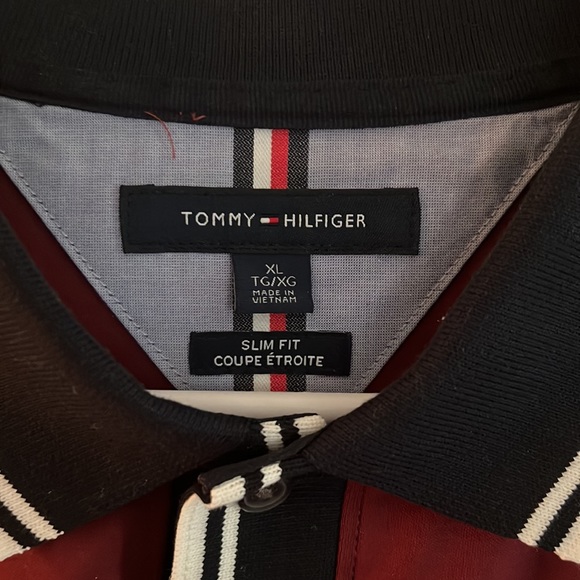 TOMMY HILFIGER
XL
TG/XG
MADE IN
VIETNAM
SLIM FIT
COUPE ÉTROITE